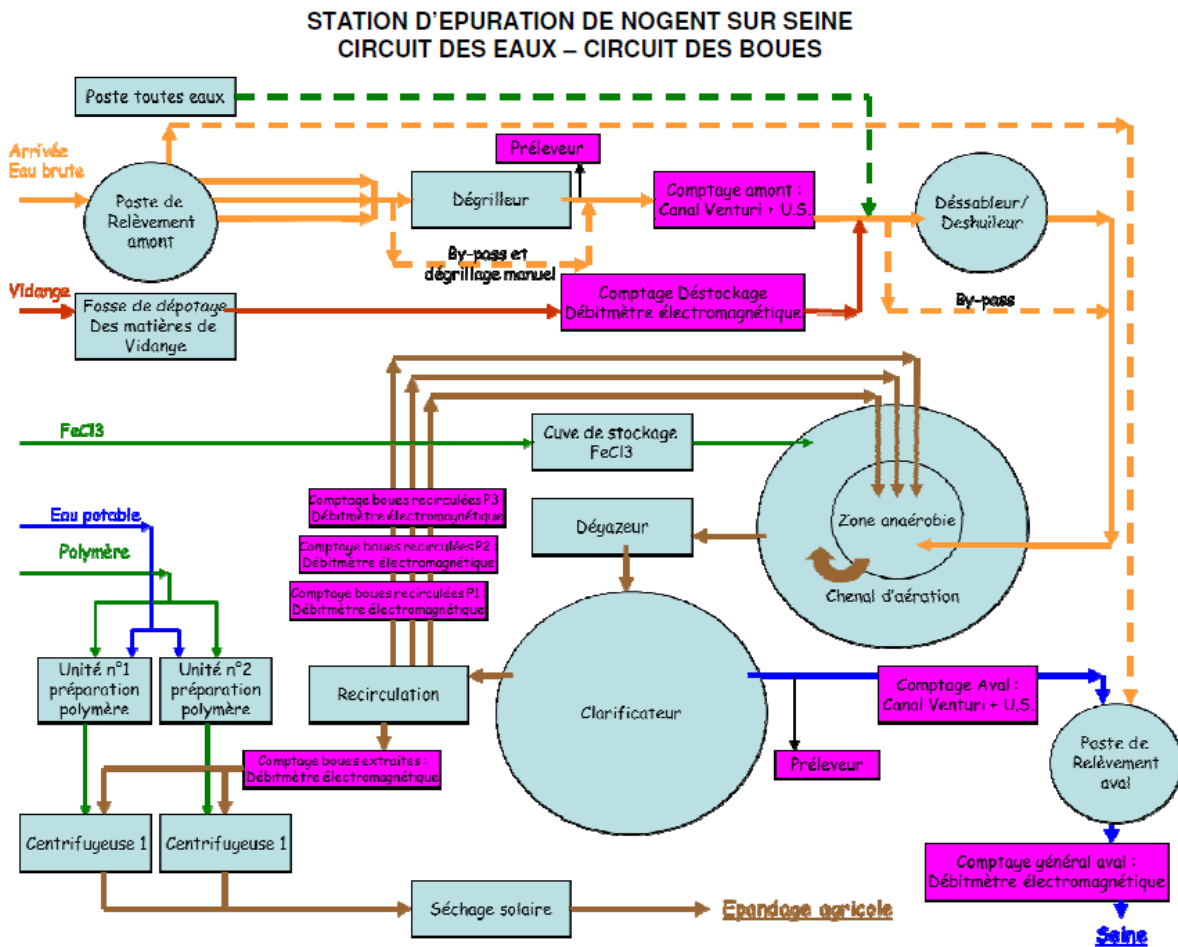 STATION D'EPURATION DE NOGENT SUR SEINE
CIRCUIT DES EAUX – CIRCUIT DES BOUES
Poste toutes eaux
Arrivée
Eau brute
Préleveur
Poste de
Relèvement
amont
Dégrilleur
Comptage amont :
Canal Venturi + U.S.
Déssableur/
Deshuileur
By-pass et
dégrillage manuel
Vidange
Fosse de dépotage
Des matières de
Vidange
Comptage Déstockage
Débitmètre électromagnétique
By-pass
FeCl3
Cuve de stockage
FeCl3
Comptage boues recirculées P3
Débitmètre électromagnétique
Eau potable
Dégazeur
Zone anaérobie
Comptage boues recirculées P2
Débitmètre électromagnétique
Polymère
Comptage boues recirculées P1 :
Débitmètre électromagnétique
Chenal d'aération
Unité n°1
préparation
polymère
Unité n°2
préparation
polymère
Recirculation
Clarificateur
Comptage Aval :
Canal Venturi + U.S.
Comptage boues extraites :
Débitmètre électromagnétique
Préleveur
Poste de
Relèvement
aval
Centrifugeuse 1
Centrifugeuse 1
Comptage général aval :
Débitmètre électromagnétique
Séchage solaire
Epandage agricole
Seine